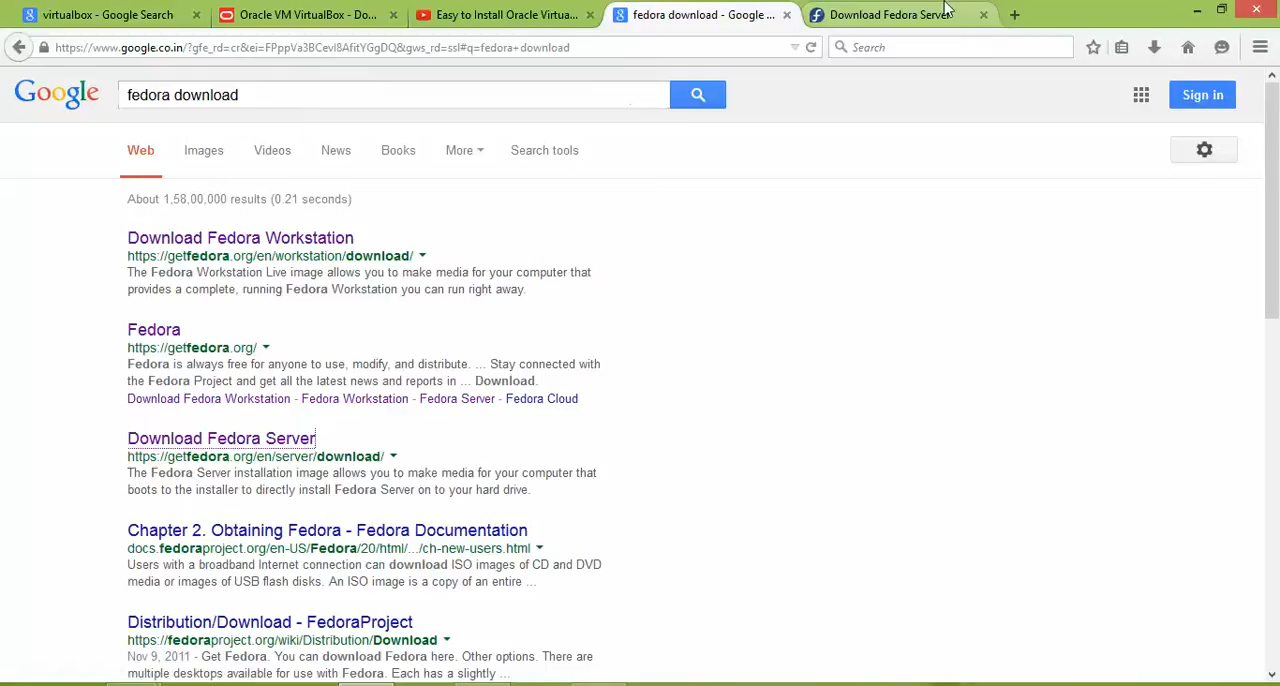 virtualbox - Google Search
Oracle VM VirtualBox - Do...
Easy to Install Oracle Virtua...
fedora download - Google ...
Download Fedora Server
https://www.google.co.in/?gfe_rd=cr&ei=FPppVa3BCevI8AfitYGgDQ&gws_rd=ssl#q=fedora+download
Search
Google
fedora download
Sign in
Web
Images
Videos
News
Books
More
Search tools
About 1,58,00,000 results (0.21 seconds)
Download Fedora Workstation
https://getfedora.org/en/workstation/download/
The Fedora Workstation Live image allows you to make media for your computer that
provides a complete, running Fedora Workstation you can run right away.
Fedora
https://getfedora.org/
Fedora is always free for anyone to use, modify, and distribute. ... Stay connected with
the Fedora Project and get all the latest news and reports in ... Download.
Download Fedora Workstation - Fedora Workstation - Fedora Server - Fedora Cloud
Download Fedora Server
https://getfedora.org/en/server/download/
The Fedora Server installation image allows you to make media for your computer that
boots to the installer to directly install Fedora Server on to your hard drive.
Chapter 2. Obtaining Fedora - Fedora Documentation
docs.fedoraproject.org/en-US/Fedora/20/html/.../ch-new-users.html
Users with a broadband Internet connection can download ISO images of CD and DVD
media or images of USB flash disks. An ISO image is a copy of an entire ...
Distribution/Download - FedoraProject
https://fedoraproject.org/wiki/Distribution/Download
Nov 9, 2011 - Get Fedora. You can download Fedora here. Other options. There are
multiple desktops available for use with Fedora. Each has a slightly ...